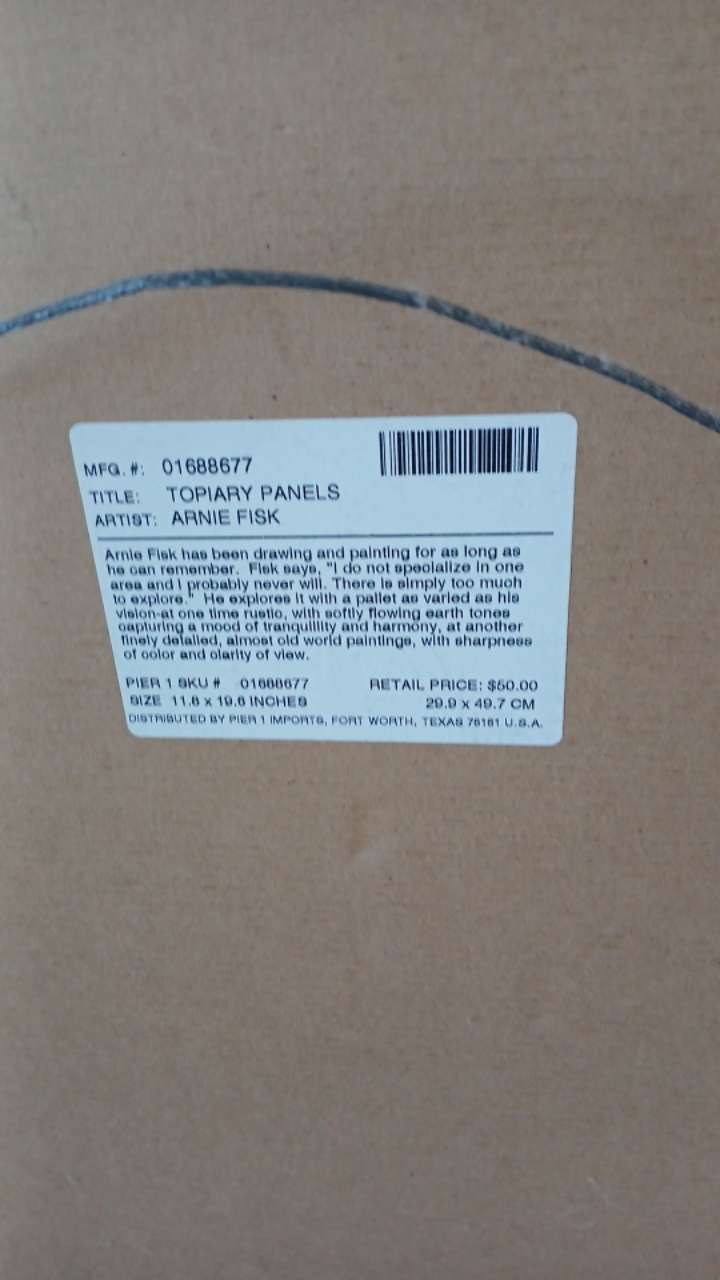 MFG. #: 01688677
TITLE: TOPIARY PANELS
ARTIST: ARNIE FISK
Arnie Fisk has been drawing and painting for as long as
he can remember. Fisk says, "I do not specialize in one
area and I probably never will. There is simply too much
to explore." He explores it with a pallet as varied as his
vision-at one time rustic, with softly flowing earth tones
capturing a mood of tranquility and harmony, at another
finely detailed, almost old world paintings, with sharpness
of color and clarity of view.
PIER 1 SKU # 01688677 RETAIL PRICE: $50.00
SIZE 11.8 x 19.6 INCHES 29.9 x 49.7 CM
DISTRIBUTED BY PIER 1 IMPORTS, FORT WORTH, TEXAS 76161 U.S.A.